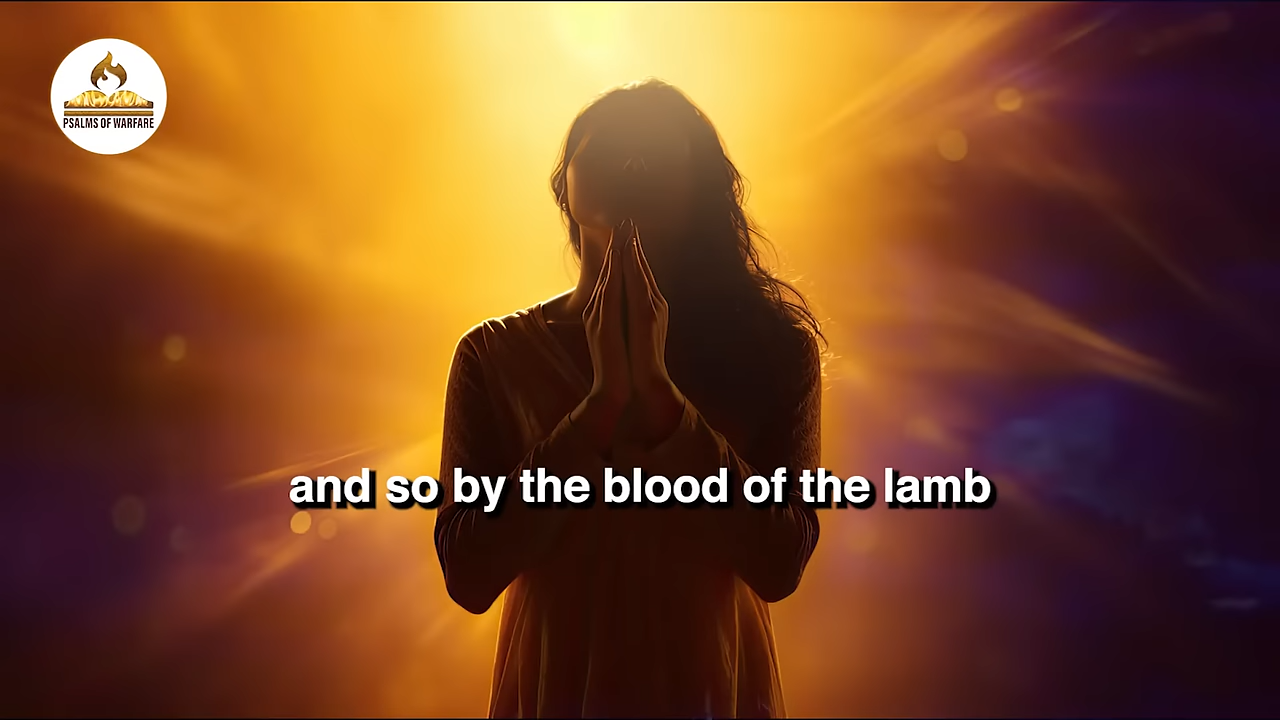 PSALMS OF WARFARE
and so by the blood of the lamb